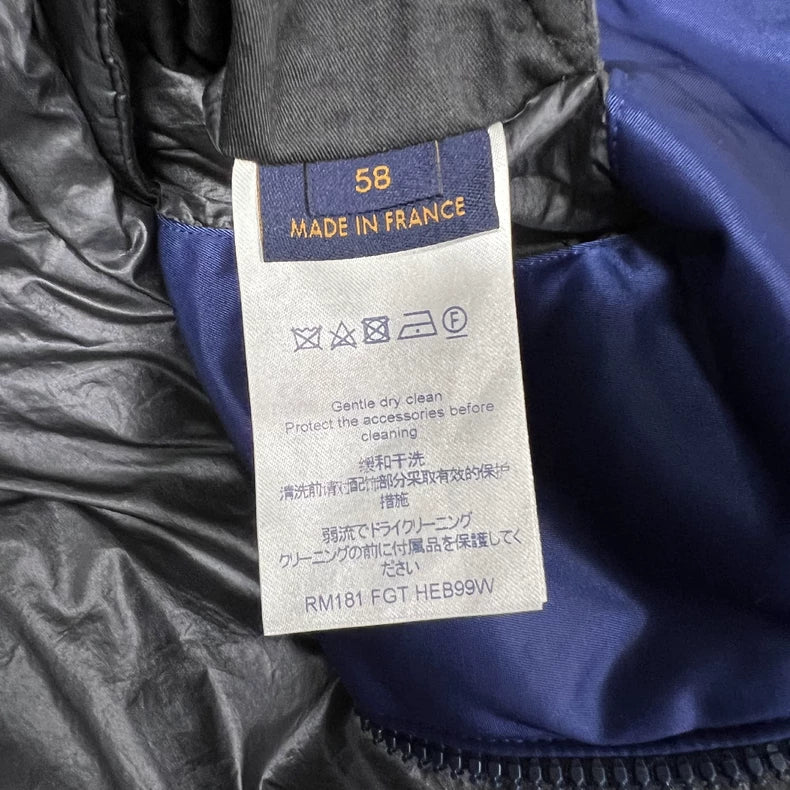 58
MADE IN FRANCE
F
Gentle dry clean
Protect the accessories before
cleaning
缓和干洗
清洗前请对配饰部分采取有效的保护
措施
弱流でドライクリーニング
クリーニングの前に付属品を保護してく
ださい
RM181 FGT HEB99W